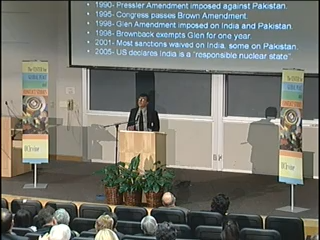 1990- Pressler Amendment imposed against Pakistan.
1995- Congress passes Brown Amendment.
1998- Glen Amendment imposed on India and Pakistan.
1998- Brownback exempts Glen for one year.
2001- Most sanctions waived on India, some on Pakistan.
2005- US declares India is a "responsible nuclear state".